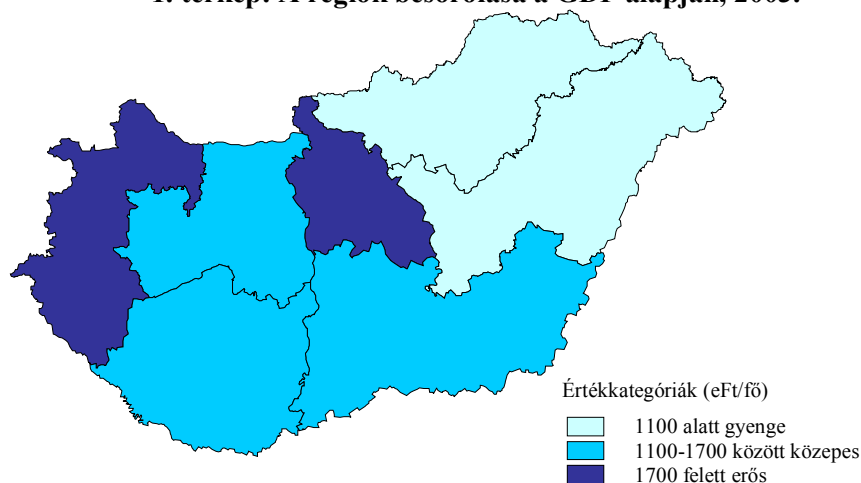 1. térkép: A régiók besorolása a GDP alapján, 2003.
Értékkategóriák (eFt/fő)
1100 alatt gyenge
1100-1700 között közepes
1700 felett erős